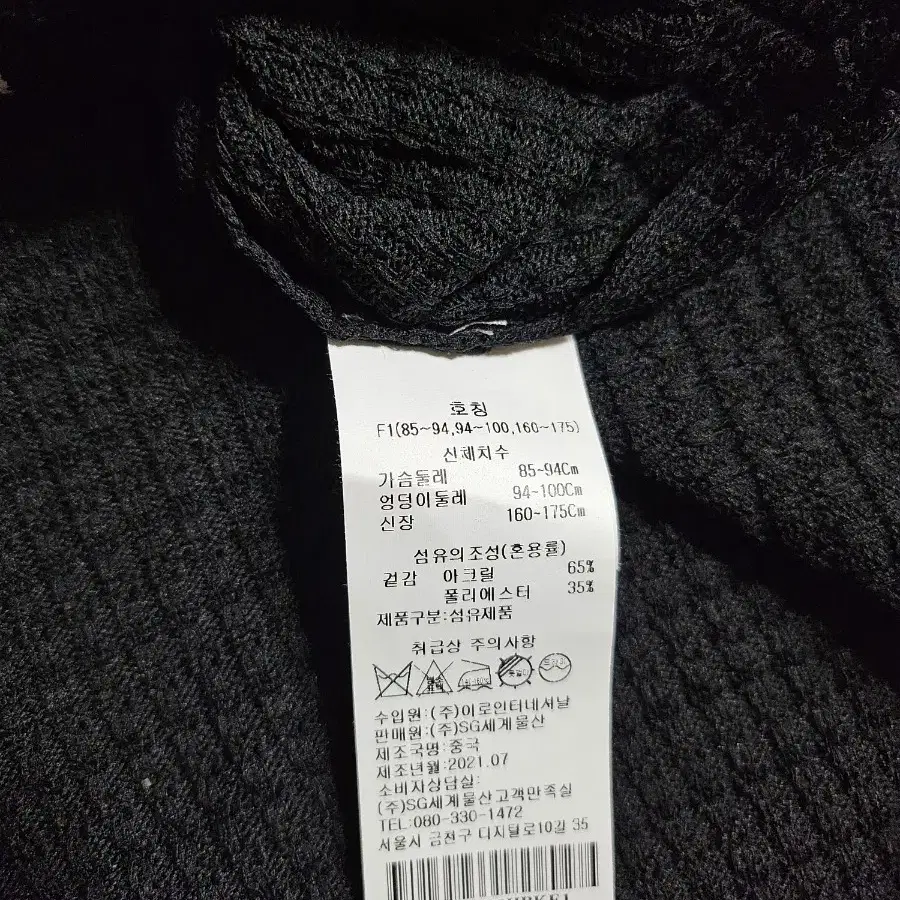 호칭
F1(85~94,94~100,160~175)
신체치수
가슴둘레 85~94Cm
엉덩이둘레 94~100Cm
신장 160~175Cm
섬유의조성(혼용률)
겉감 아크릴 65%
폴리에스터 35%
제품구분:섬유제품
취급상 주의사항
수입원:(주)이로인터내셔날
판매원:(주)SG세계물산
제조국명:중국
제조년월:2021.07
소비자상담실:
(주)SG세계물산고객만족실
TEL:080-330-1472
서울시 금천구 디지털로10길 35